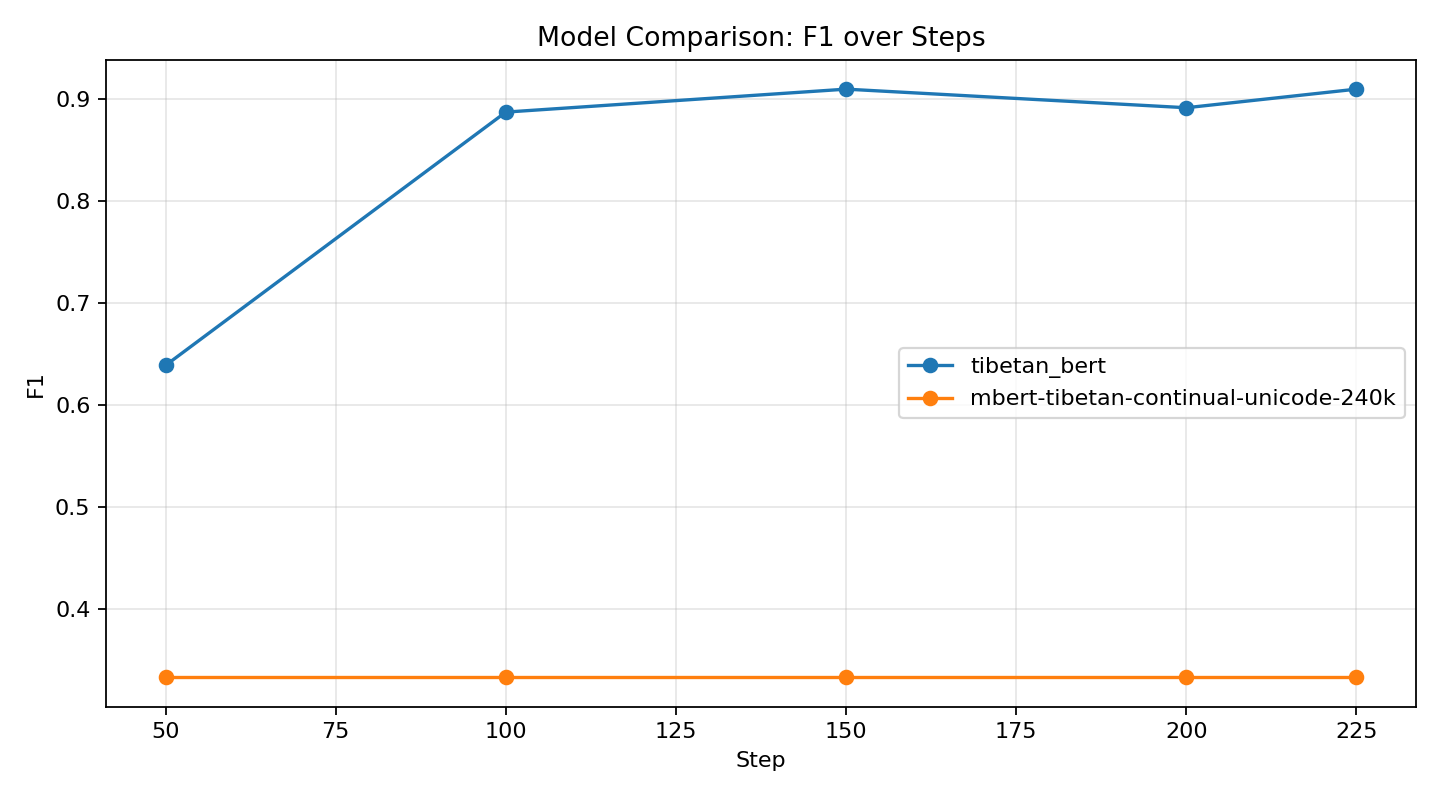 Model Comparison: F1 over Steps
0.9
0.8
0.7
0.6
0.5
0.4
F1
tibetan_bert
mbert-tibetan-continual-unicode-240k
50 75 100 125 150 175 200 225
Step